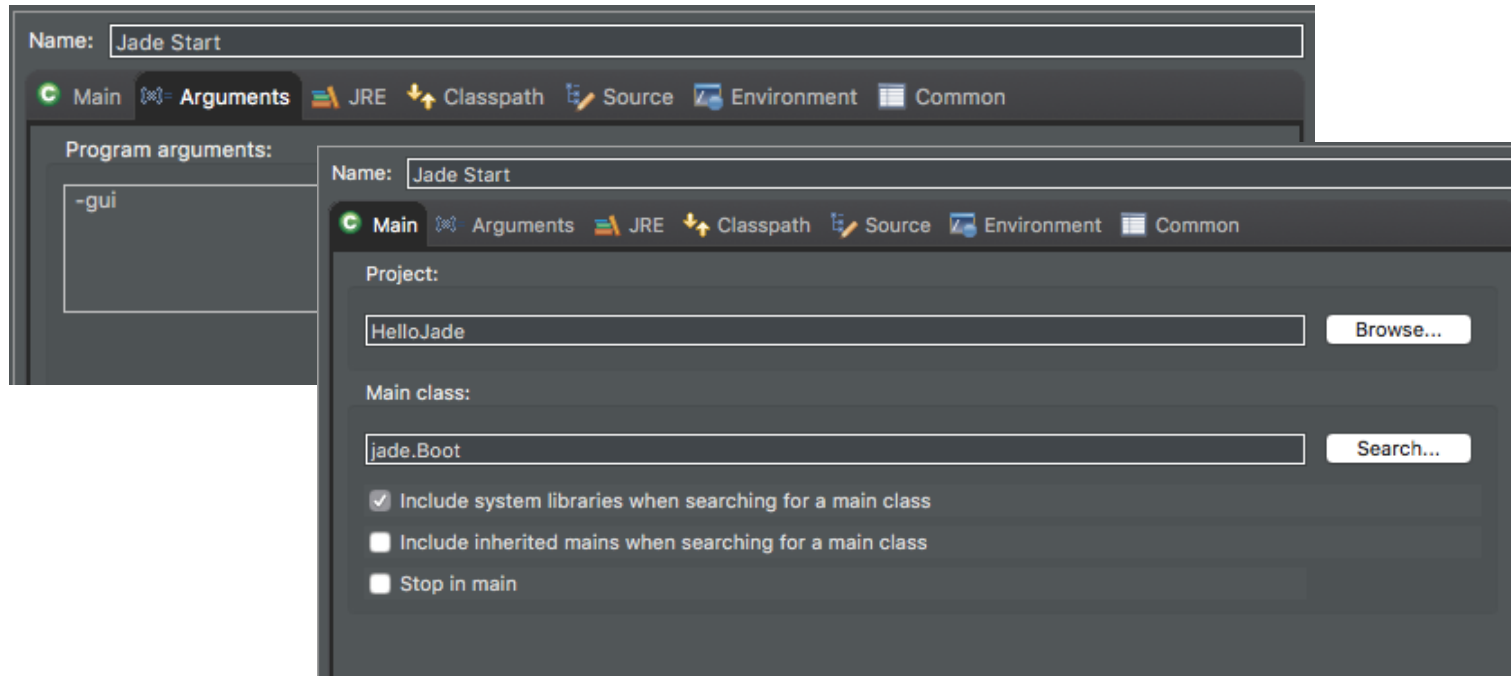 Name: Jade Start
Main Arguments JRE Classpath Source Environment Common
Program arguments:
-gui
Name: Jade Start
Main Arguments JRE Classpath Source Environment Common
Project:
HelloJade Browse...
Main class:
jade.Boot Search...
Include system libraries when searching for a main class
Include inherited mains when searching for a main class
Stop in main